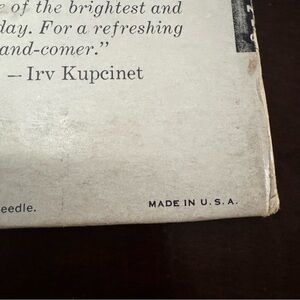 of the brightest and
day. For a refreshing
and-comer.”
— Irv Kupcinet
eedle.
MADE IN U. S. A.